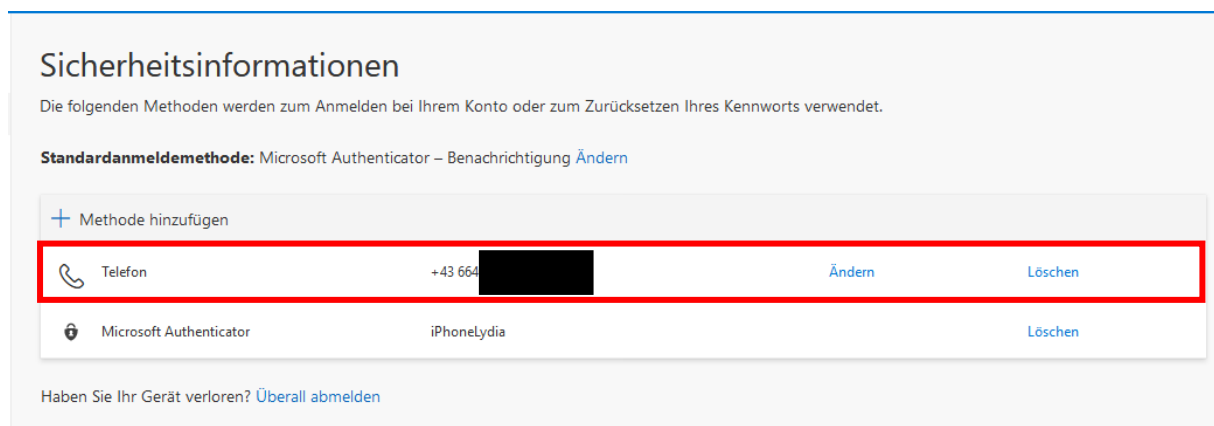 Sicherheitsinformationen
Die folgenden Methoden werden zum Anmelden bei Ihrem Konto oder zum Zurücksetzen Ihres Kennworts verwendet.
Standardanmeldemethode: Microsoft Authenticator – Benachrichtigung Ändern
Methode hinzufügen
Telefon +43 664 Ändern Löschen
Microsoft Authenticator iPhoneLydia Löschen
Haben Sie Ihr Gerät verloren? Überall abmelden